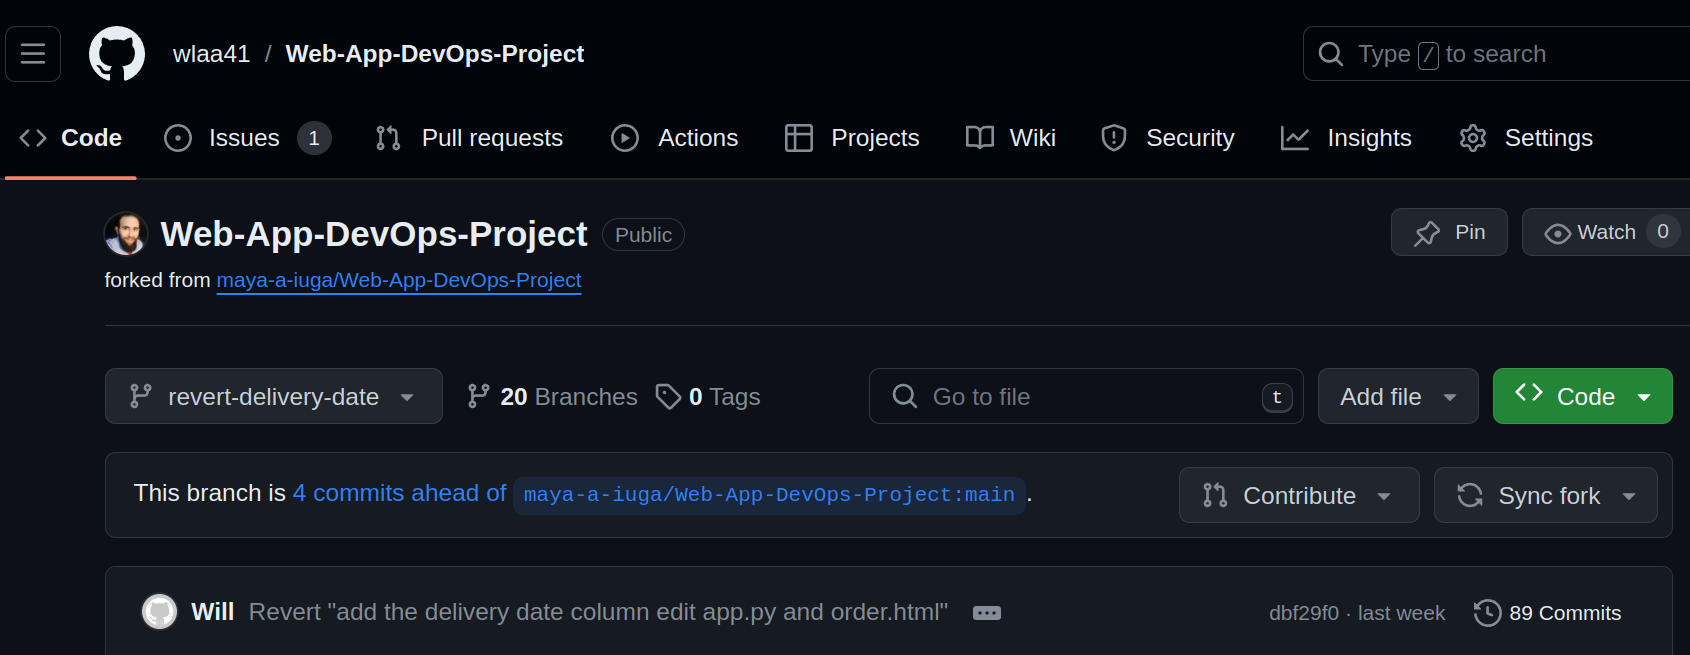 wlaa41 / Web-App-DevOps-Project
Type / to search
Code Issues 1 Pull requests Actions Projects Wiki Security Insights Settings
Web-App-DevOps-Project Public
Pin Watch 0
forked from maya-a-iuga/Web-App-DevOps-Project
revert-delivery-date 20 Branches 0 Tags Go to file t Add file Code
This branch is 4 commits ahead of maya-a-iuga/Web-App-DevOps-Project:main .
Contribute Sync fork
Will Revert "add the delivery date column edit app.py and order.html" dbf29f0 · last week 89 Commits